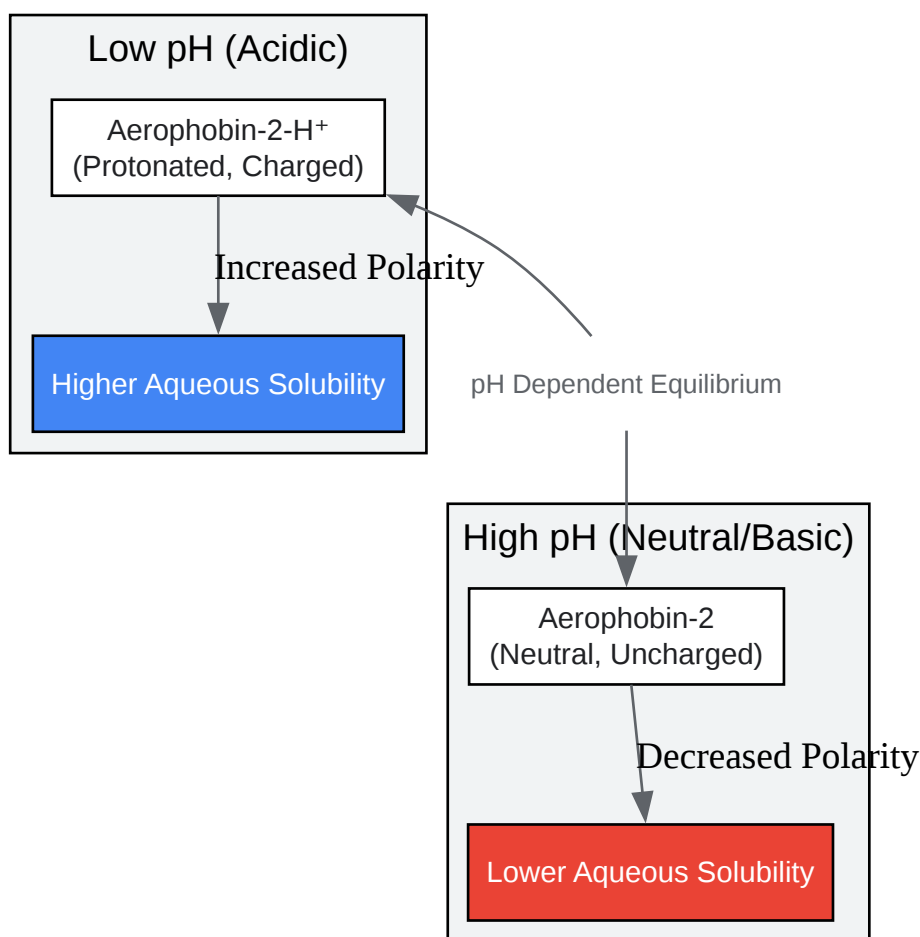 Low pH (Acidic)
Aerophobin-2-H⁺
(Protonated, Charged)
Increased Polarity
Higher Aqueous Solubility
pH Dependent Equilibrium
High pH (Neutral/Basic)
Aerophobin-2
(Neutral, Uncharged)
Decreased Polarity
Lower Aqueous Solubility